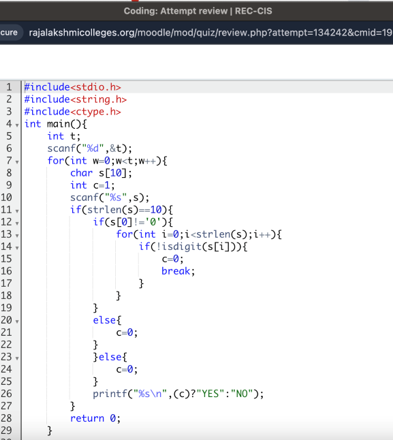 Coding: Attempt review | REC-CIS
cure rajalakshmicolleges.org/moodle/mod/quiz/review.php?attempt=134242&cmid=19
1 #include<stdio.h>
2 #include<string.h>
3 #include<ctype.h>
4 int main(){
5     int t;
6     scanf("%d",&t);
7     for(int w=0;w<t;w++){
8         char s[10];
9         int c=1;
10         scanf("%s",s);
11         if(strlen(s)==10){
12             if(s[0]!='0'){
13                 for(int i=0;i<strlen(s);i++){
14                     if(!isdigit(s[i])){
15                         c=0;
16                         break;
17                     }
18                 }
19             }
20             else{
21                 c=0;
22             }
23             }else{
24                 c=0;
25             }
26             printf("%s\n",(c)?"YES":"NO");
27         }
28         return 0;
29     }